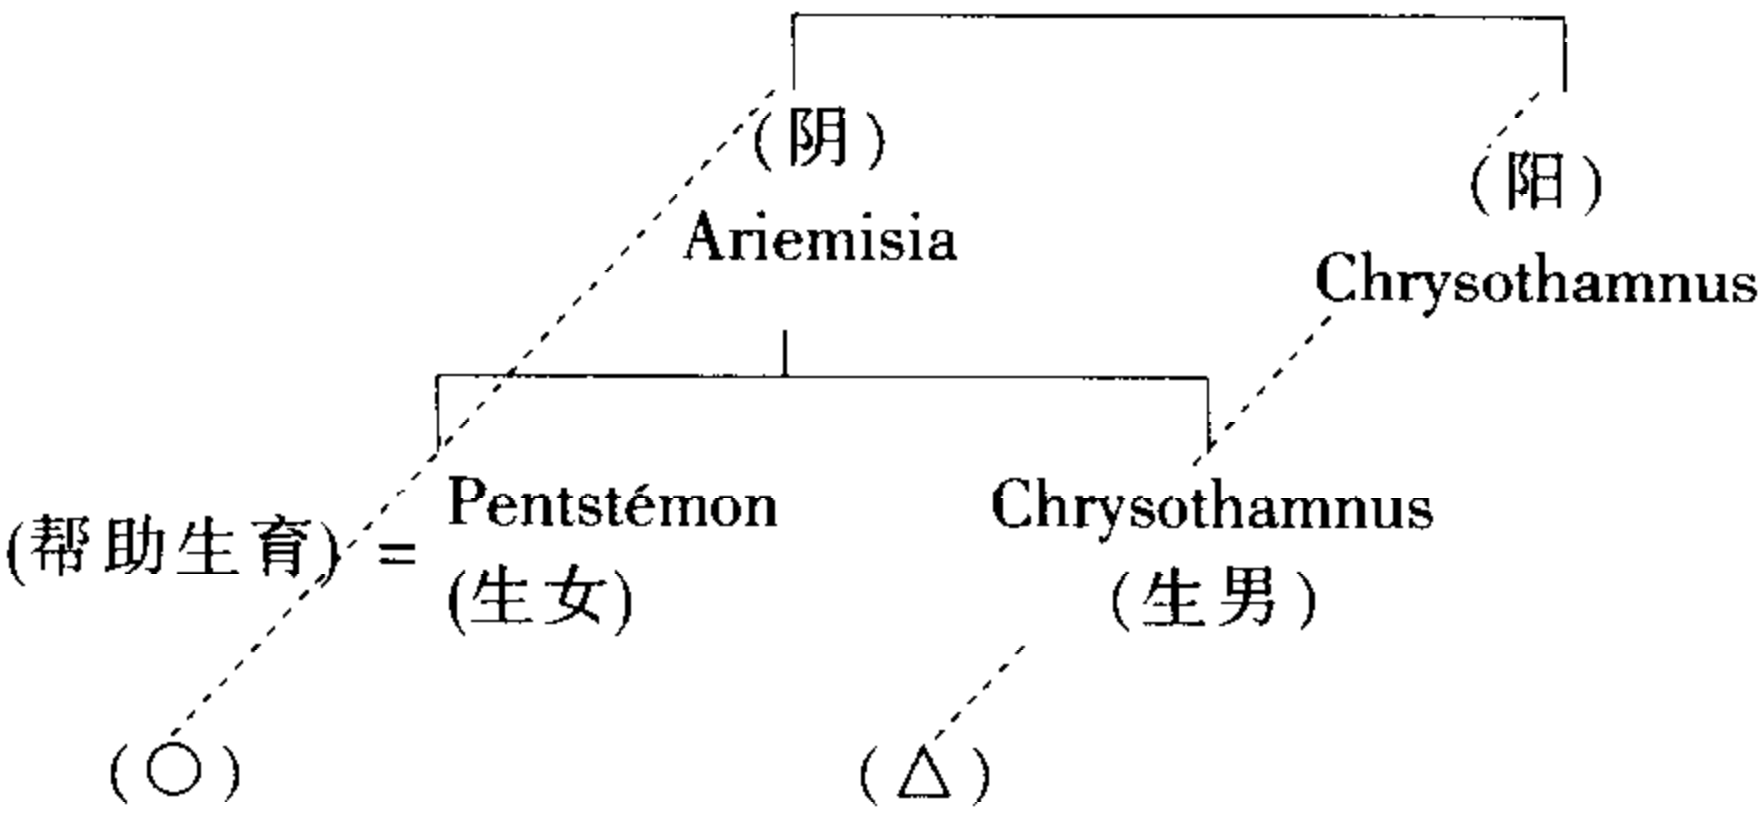 (阴)
(阳)
Ariemisia
Chrysothamnus
Pentstémon
Chrysothamnus
(帮助生育) =
(生女)
(生男)
(○)
(△)